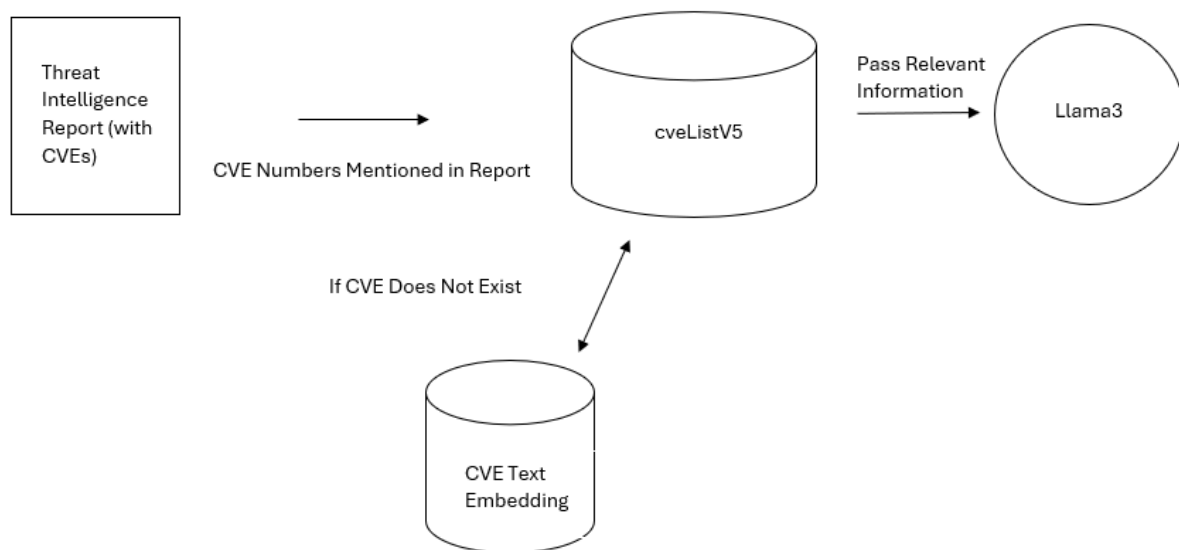 Threat
Intelligence
Report (with
CVEs)
CVE Numbers Mentioned in Report
cveListV5
Pass Relevant
Information
Llama3
If CVE Does Not Exist
CVE Text
Embedding